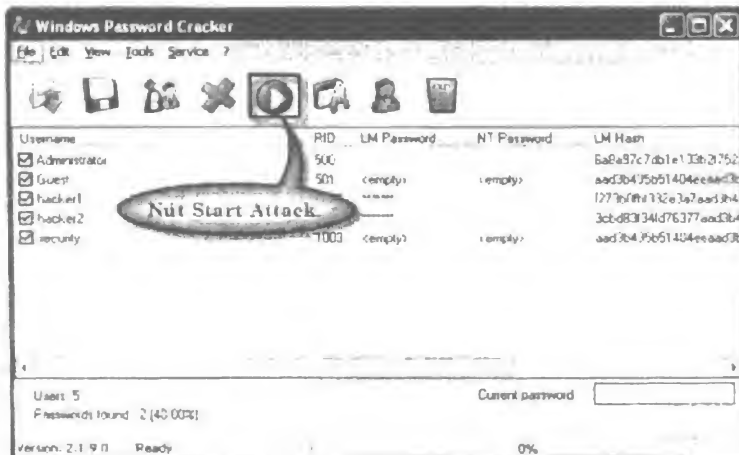 Windows Password Cracker
File Edit View Tools Service ?
Username RID LM Password NT Password LM Hash
Administrator 500
Guest 501 <empty> <empty>
hacker1
Nút Start Attack
hacker2
security 1003 <empty> <empty>
Users: 5 Current password
Passwords found: 2 (40.00%)
Version: 2.1.9.0 Ready 0%